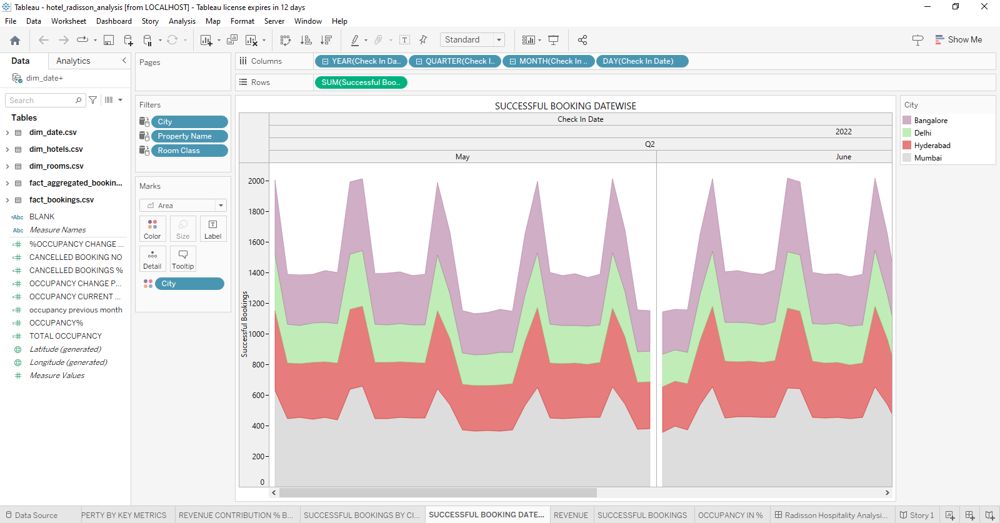 Tableau - hotel_radisson_analysis [from LOCALHOST] - Tableau license expires in 12 days
File Data Worksheet Dashboard Story Analysis Map Format Server Window Help
Standard
Show Me
Data Analytics
dim_date+
Search
Tables
dim_date.csv
dim_hotels.csv
dim_rooms.csv
fact_aggregated_bookin...
fact_bookings.csv
=Abc BLANK
Abc Measure Names
=# %OCCUPANCY CHANGE ...
=# CANCELLED BOOKING NO
=# CANCELLED BOOKINGS %
=# OCCUPANCY CHANGE P...
=# OCCUPANCY CURRENT ...
=# occupancy previous month
=# OCCUPANCY%
=# TOTAL OCCUPANCY
Latitude (generated)
Longitude (generated)
# Measure Values
Pages
Filters
City
Property Name
Room Class
Marks
Area
Color Size Label
Detail Tooltip
City
Columns YEAR(Check In Da.. QUARTER(Check I.. MONTH(Check In .. DAY(Check In Date)
Rows SUM(Successful Boo..
SUCCESSFUL BOOKING DATEWISE
Check In Date
2022
Q2
May June
Successful Bookings
2000
1800
1600
1400
1200
1000
800
600
400
200
0
City
Bangalore
Delhi
Hyderabad
Mumbai
Data Source PERTY BY KEY METRICS REVENUE CONTRIBUTION % B... SUCCESSFUL BOOKINGS BY CI... SUCCESSFUL BOOKING DATE... REVENUE SUCCESSFUL BOOKINGS OCCUPANCY IN % Radisson Hospitality Analysi... Story 1